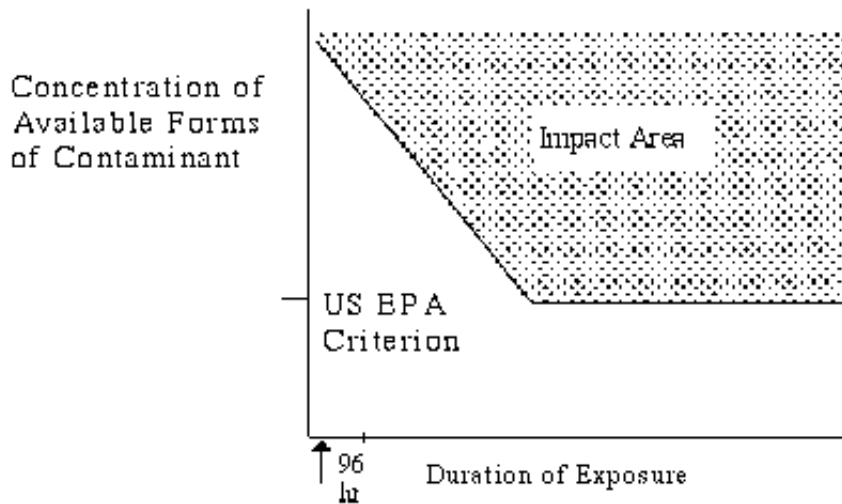 Concentration of
Available Forms
of Contaminant
Impact Area
US EPA
Criterion
96
hr
Duration of Exposure